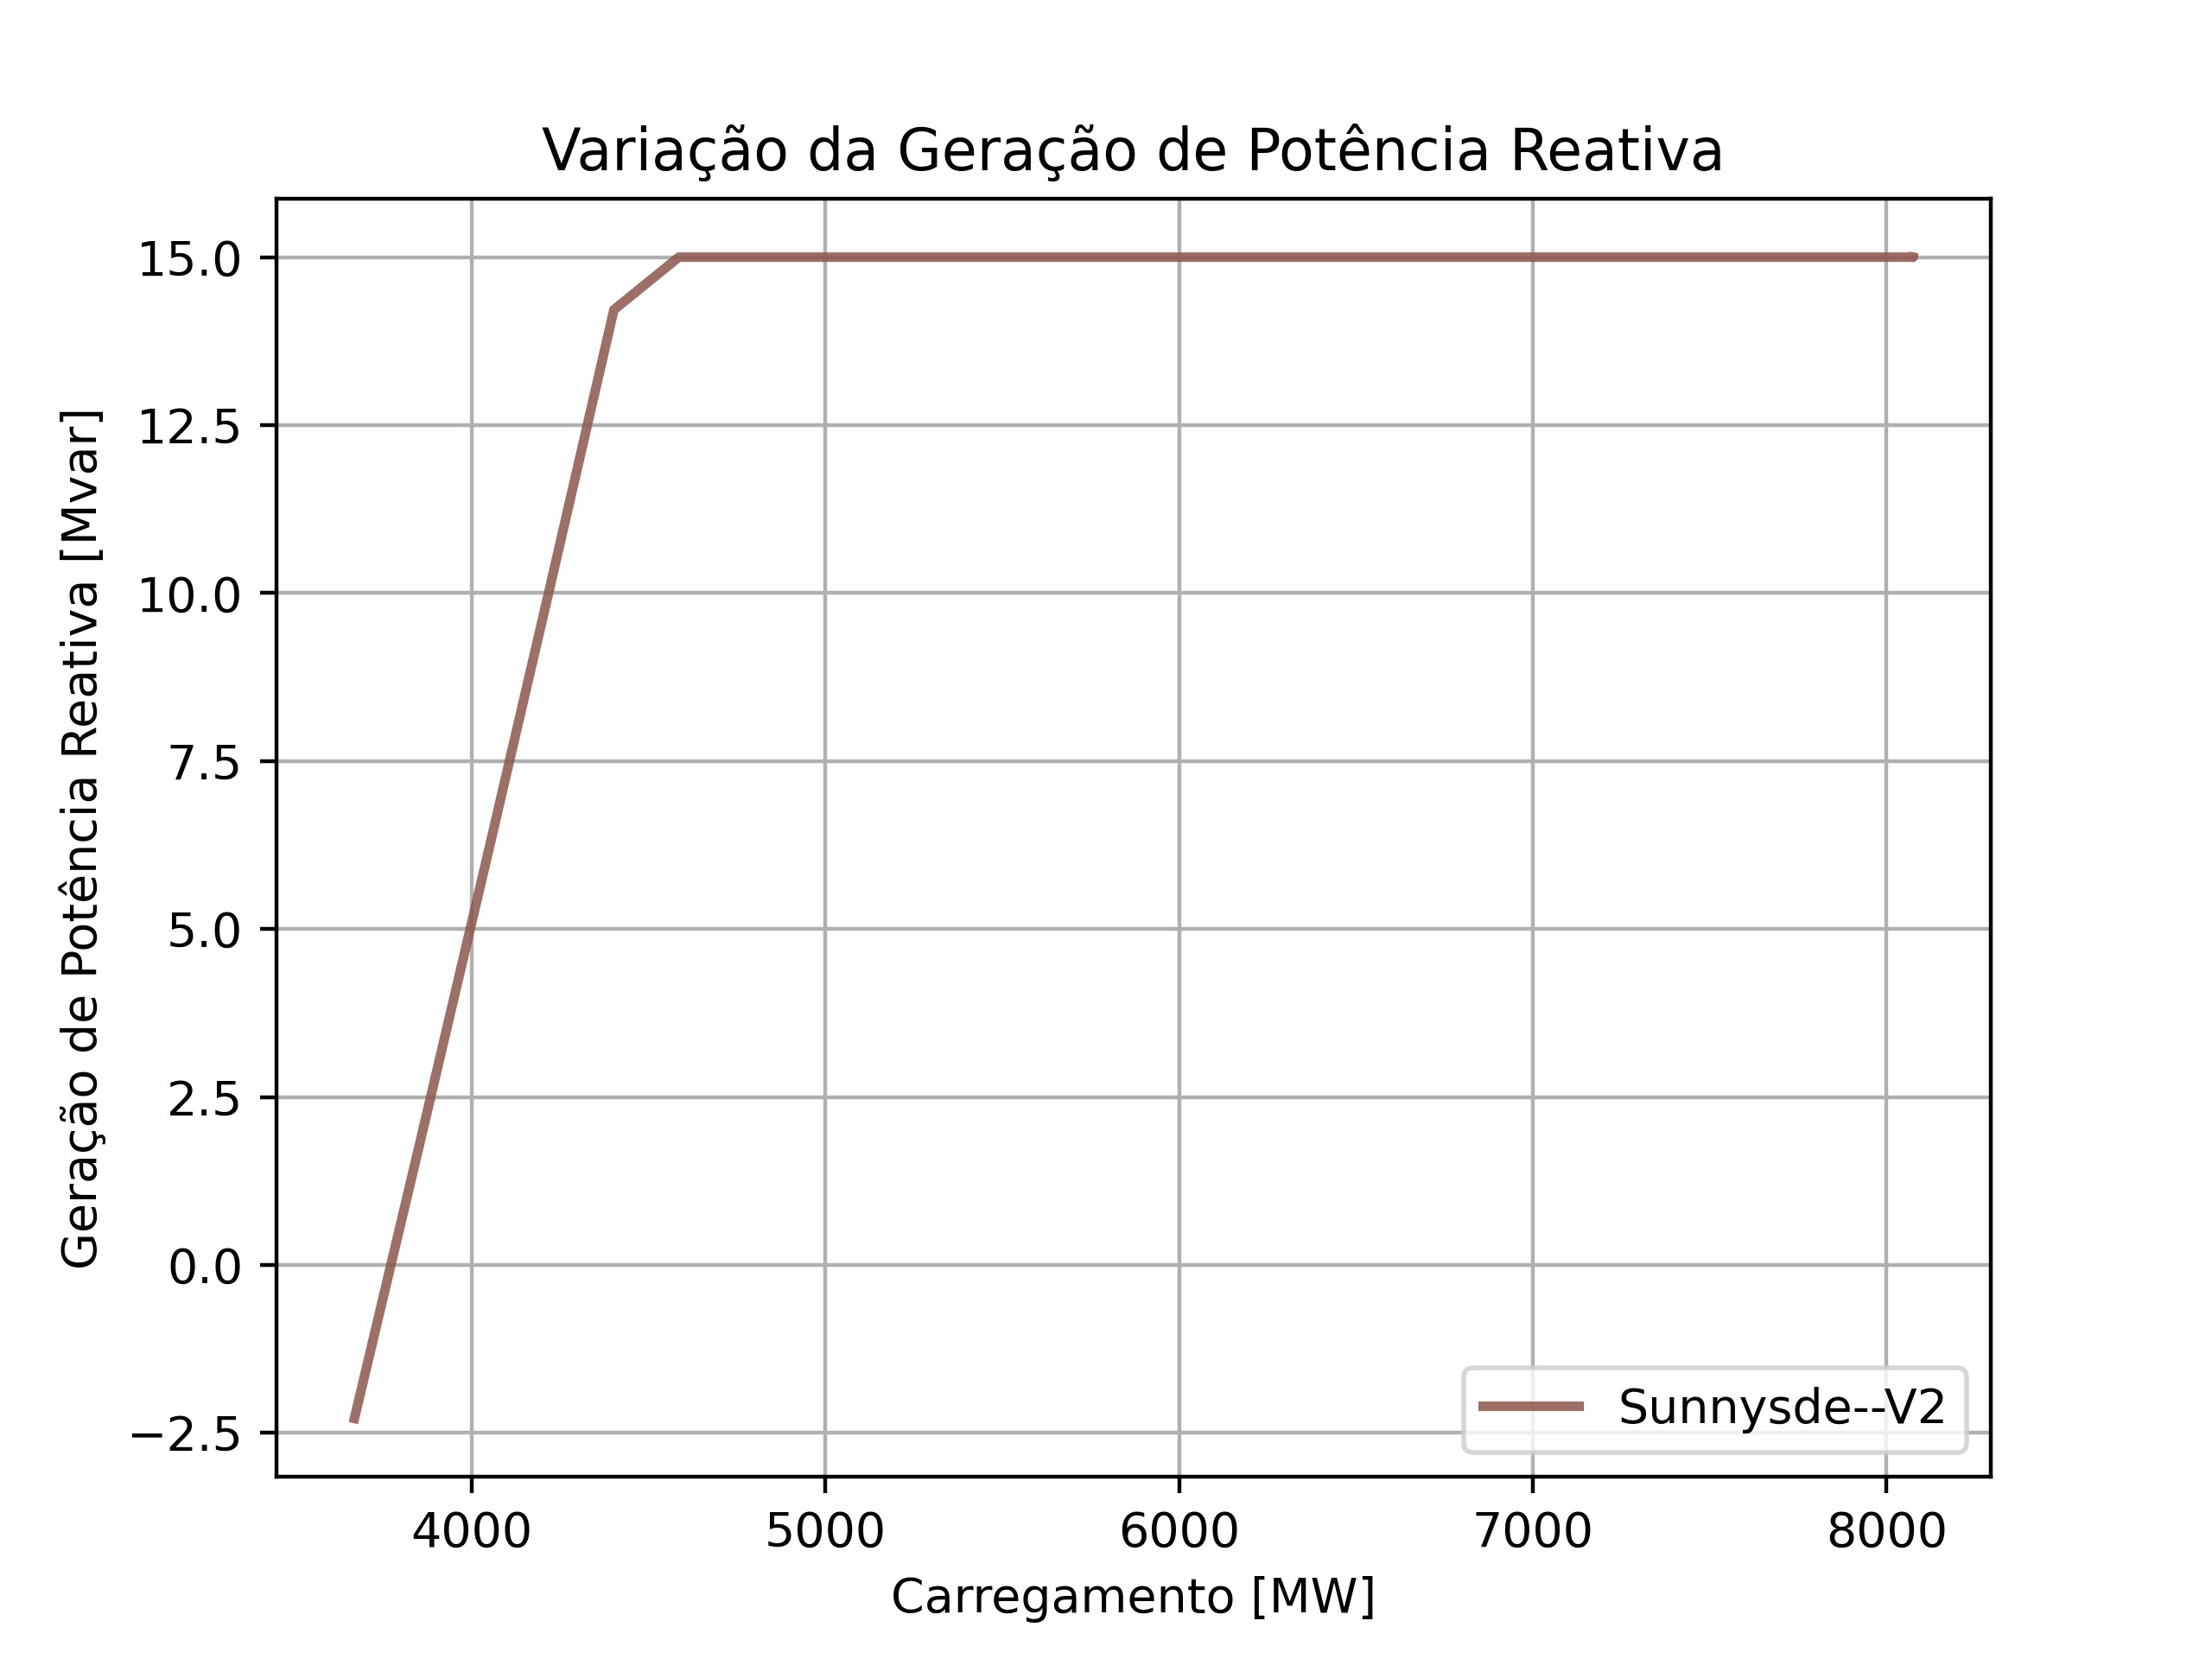 Variação da Geração de Potência Reativa
Geração de Potência Reativa [Mvar]
15.0
12.5
10.0
7.5
5.0
2.5
0.0
−2.5
Sunnysde--V2
4000 5000 6000 7000 8000
Carregamento [MW]